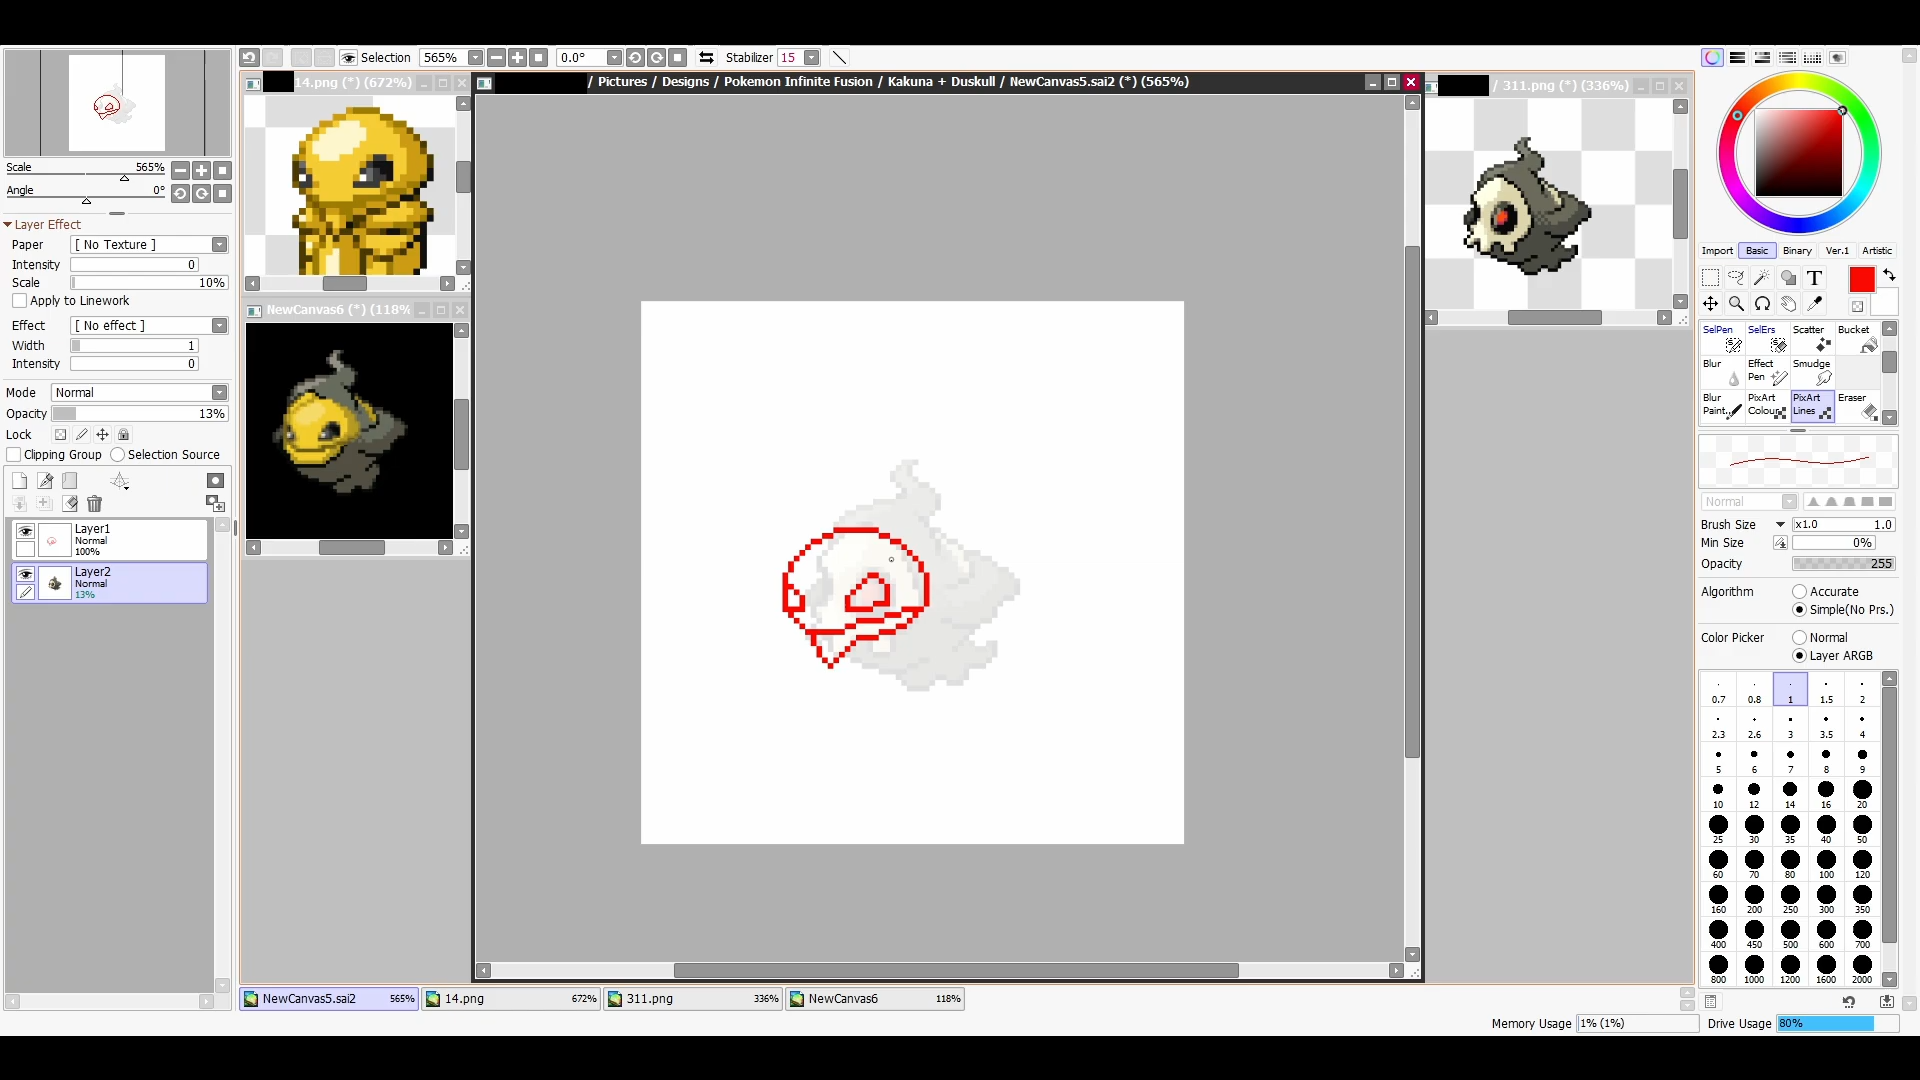 Selection 565% 0.0° Stabilizer 15
14.png (*) (672%)
/ Pictures / Designs / Pokemon Infinite Fusion / Kakuna + Duskull / NewCanvas5.sai2 (*) (565%)
/ 311.png (*) (336%)
Scale 565%
Angle 0°
Layer Effect
Paper [ No Texture ]
Intensity 0
Scale 10%
Apply to Linework
Effect [ No effect ]
Width 1
Intensity 0
Mode Normal
Opacity 13%
Lock
Clipping Group Selection Source
Layer1
Normal
100%
Layer2
Normal
13%
NewCanvas6 (*) (118%
Import Basic Binary Ver.1 Artistic
T
SelPen SelErs Scatter Bucket
Blur Effect Pen Smudge
Blur Paint.. PixArt Colour PixArt Lines Eraser
Normal
Brush Size x1.0 1.0
Min Size 0%
Opacity 255
Algorithm Accurate
Simple(No Prs.)
Color Picker Normal
Layer ARGB
0.7 0.8 1 1.5 2
2.3 2.6 3 3.5 4
5 6 7 8 9
10 12 14 16 20
25 30 35 40 50
60 70 80 100 120
160 200 250 300 350
400 450 500 600 700
800 1000 1200 1600 2000
NewCanvas5.sai2 565% 14.png 672% 311.png 336% NewCanvas6 118%
Memory Usage 1% (1%) Drive Usage 80%